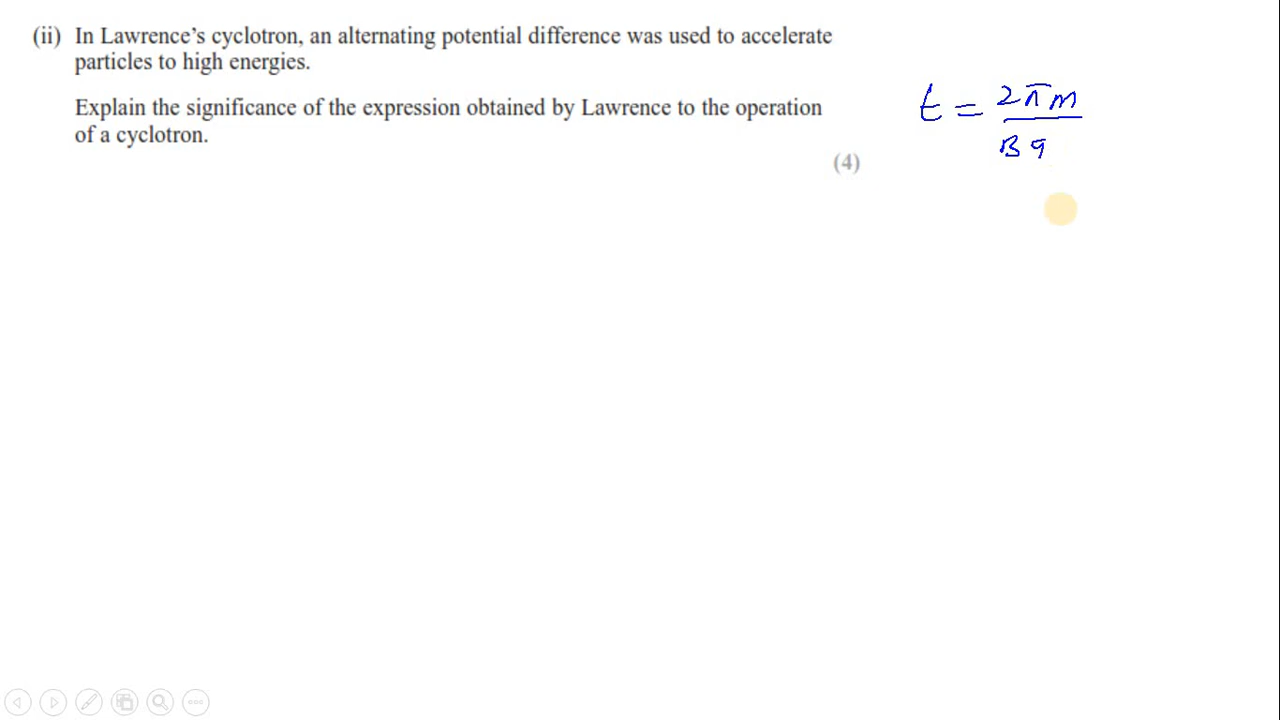 (ii) In Lawrence's cyclotron, an alternating potential difference was used to accelerate
particles to high energies.
Explain the significance of the expression obtained by Lawrence to the operation
of a cyclotron.
(4)
t = 2πm
Bq